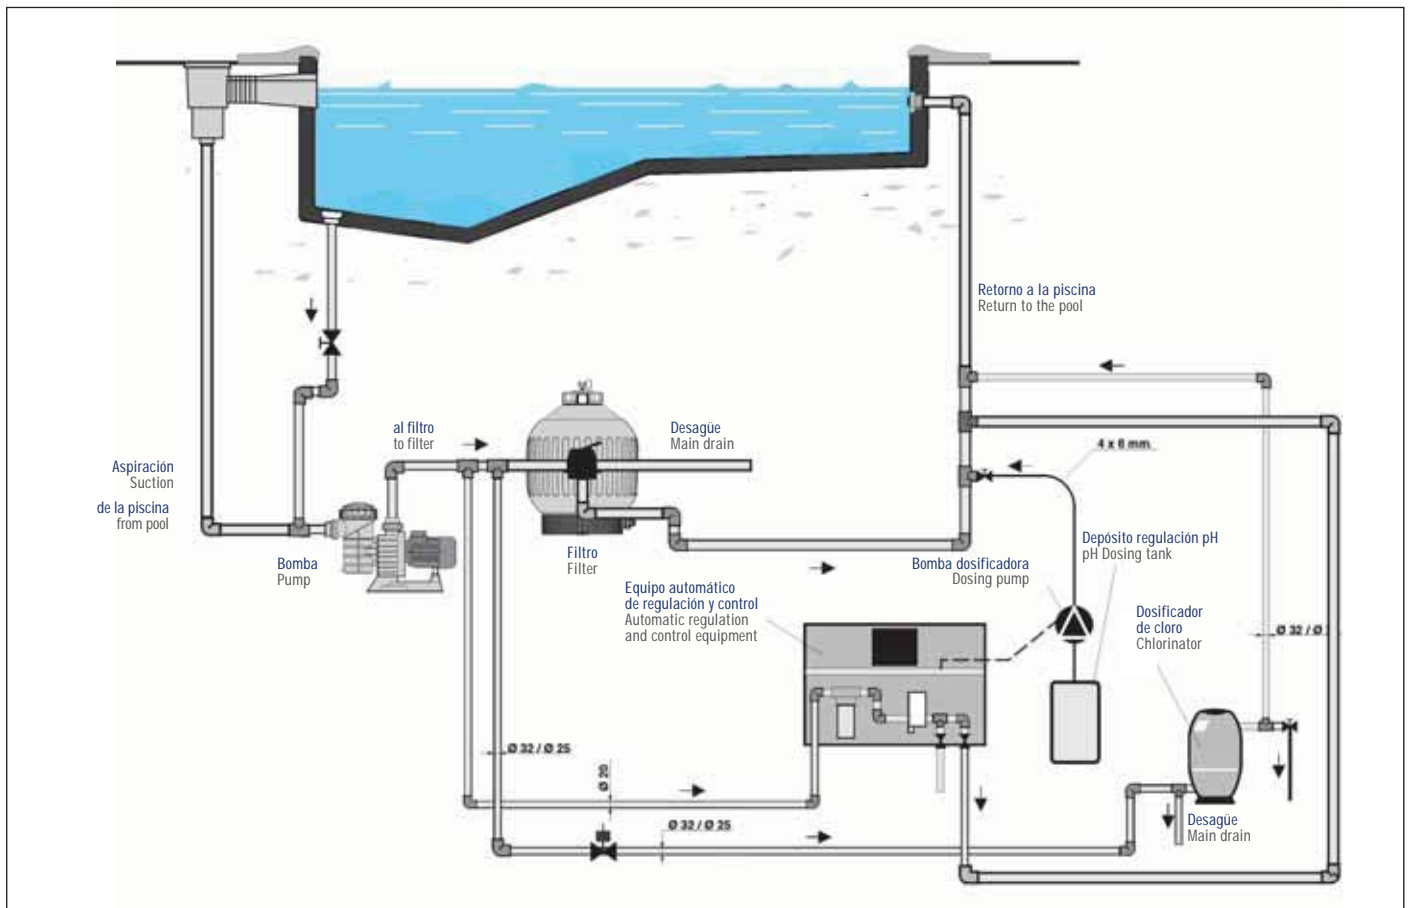 Retorno a la piscina
Return to the pool
al filtro
to filter
Desagüe
Main drain
4 x 6 mm.
Aspiración
Suction
de la piscina
from pool
Bomba
Pump
Filtro
Filter
Bomba dosificadora
Dosing pump
Depósito regulación pH
pH Dosing tank
Equipo automático
de regulación y control
Automatic regulation
and control equipment
Dosificador
de cloro
Chlorinator
Ø 32 / Ø
Ø 32 / Ø 25
Ø 20
Ø 32 / Ø 25
Desagüe
Main drain